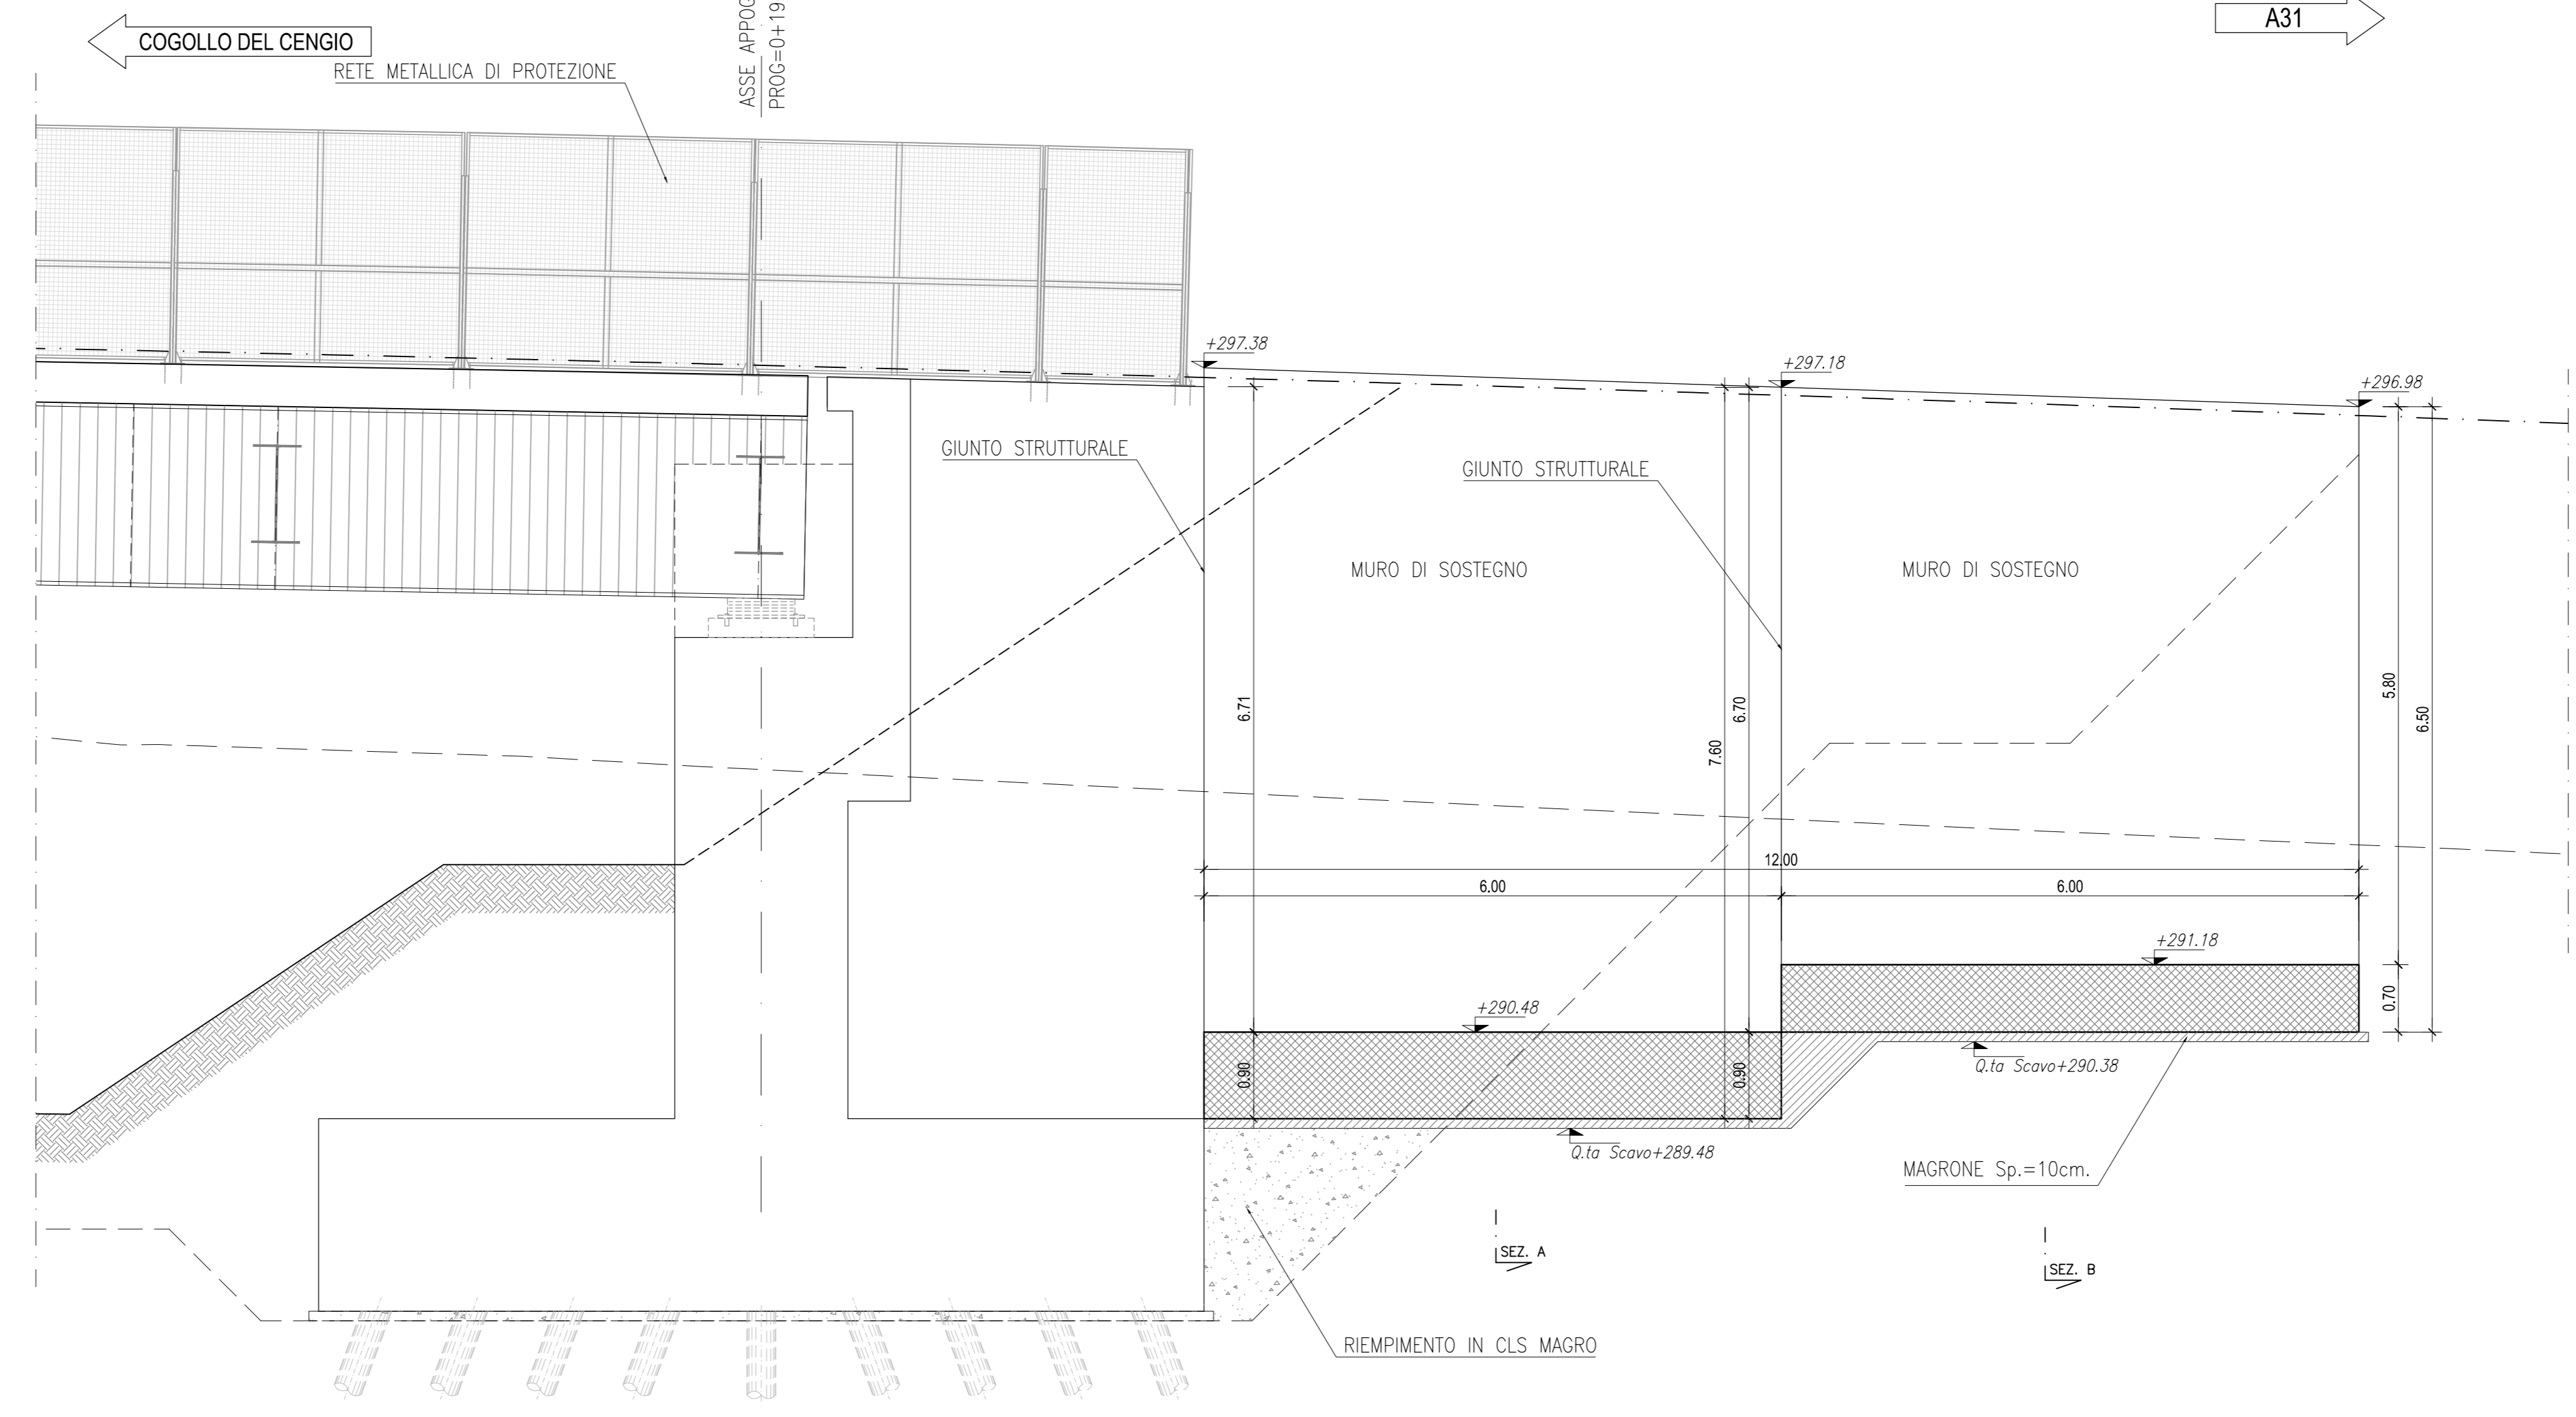 COGOLLO DEL CENGIO
A31
RETE METALLICA DI PROTEZIONE
PROG=0+19
+297.38
+297.18
+296.98
GIUNTO STRUTTURALE
GIUNTO STRUTTURALE
MURO DI SOSTEGNO
MURO DI SOSTEGNO
6.71
7.60
6.70
5.80
6.50
12.00
6.00
6.00
+291.18
+290.48
0.90
0.90
0.70
Q.ta Scavo+290.38
Q.ta Scavo+289.48
MAGRONE Sp.=10cm.
SEZ. A
SEZ. B
RIEMPIMENTO IN CLS MAGRO
ASSE